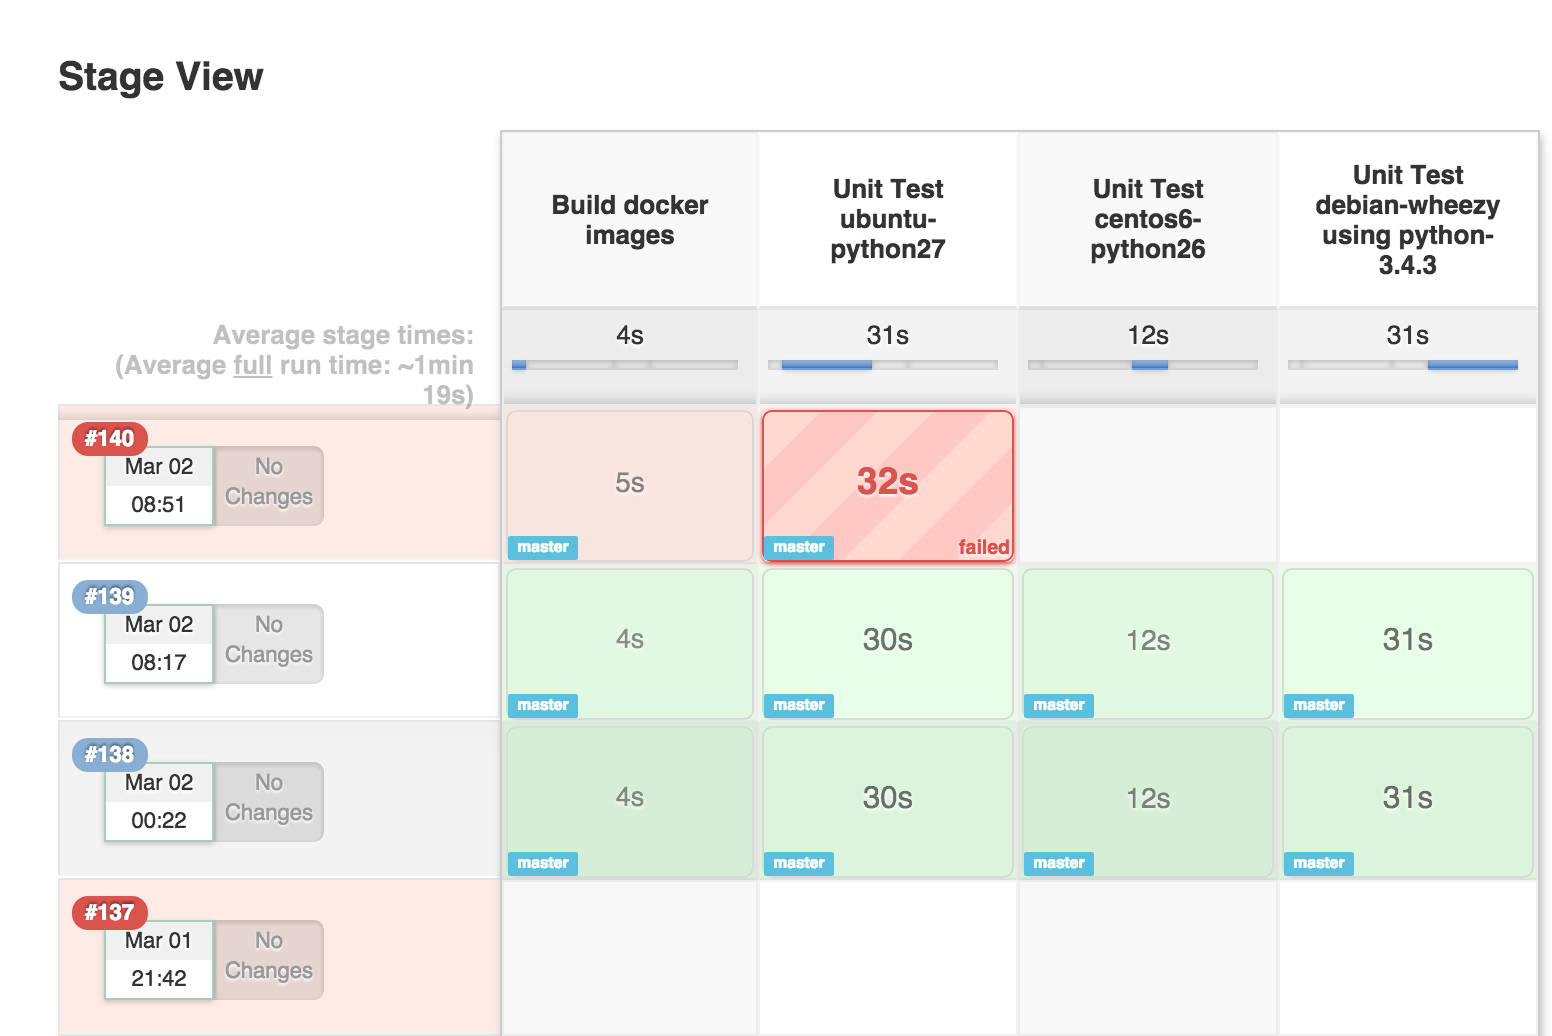 Stage View
Build docker
images
Unit Test
ubuntu-
python27
Unit Test
centos6-
python26
Unit Test
debian-wheezy
using python-
3.4.3
Average stage times:
(Average full run time: ~1min
19s)
4s
31s
12s
31s
#140
Mar 02
08:51
No
Changes
5s
master
32s
master
failed
#139
Mar 02
08:17
No
Changes
4s
master
30s
master
12s
master
31s
master
#138
Mar 02
00:22
No
Changes
4s
master
30s
master
12s
master
31s
master
#137
Mar 01
21:42
No
Changes